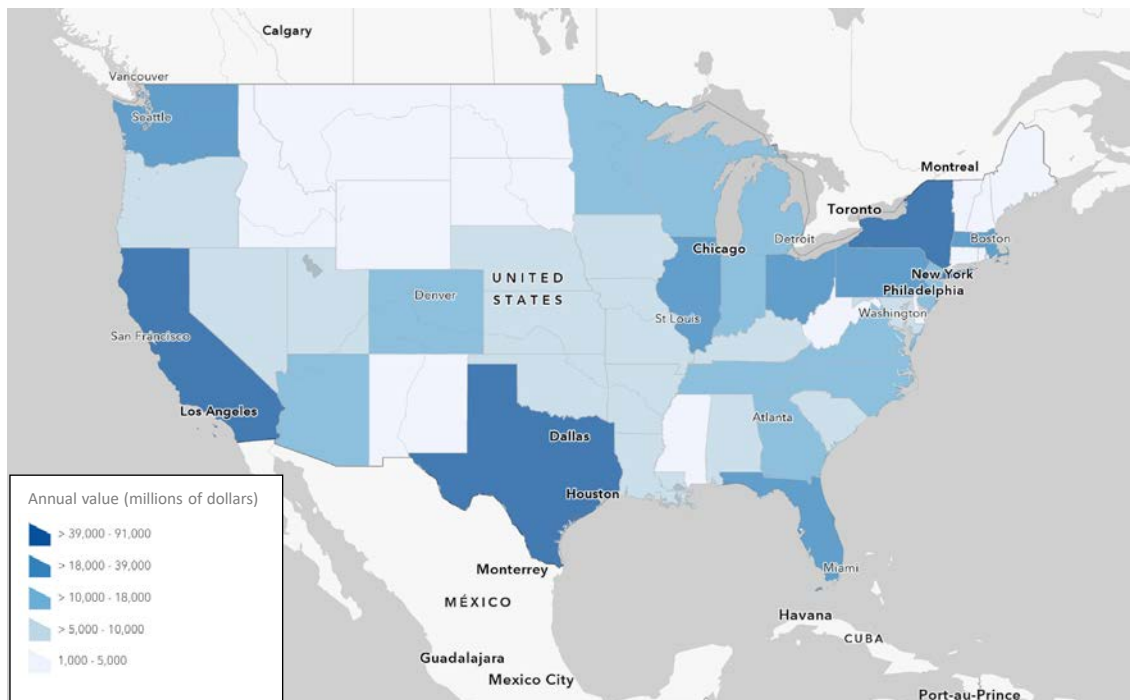 Calgary
Vancouver
Seattle
Montreal
Toronto
Boston
Detroit
Chicago
New York
Philadelphia
UNITED
STATES
Denver
St Louis
Washington
San Francisco
Los Angeles
Atlanta
Dallas
Houston
Miami
Monterrey
MÉXICO
Havana
CUBA
Guadalajara
Mexico City
Port-au-Prince
Annual value (millions of dollars)
> 39,000 - 91,000
> 18,000 - 39,000
> 10,000 - 18,000
> 5,000 - 10,000
1,000 - 5,000